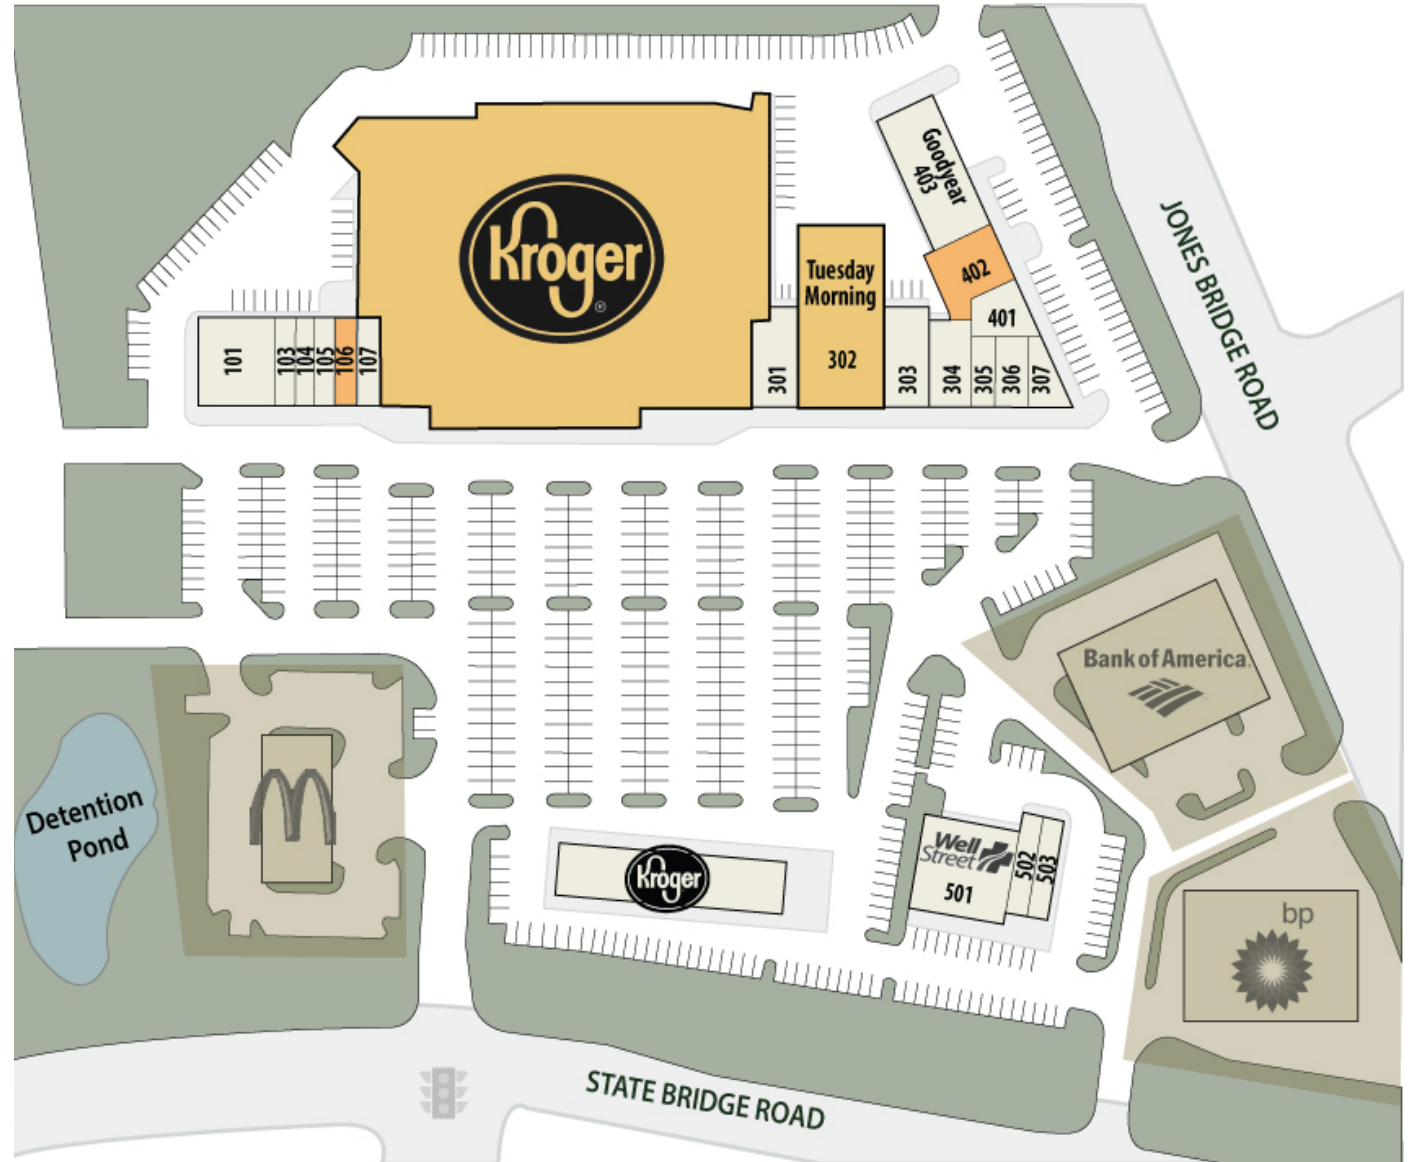 Kroger
®
Goodyear
403
402
401
Tuesday
Morning
302
101
103
104
105
106
107
301
303
304
305
306
307
JONES BRIDGE ROAD
Bank of America
Detention
Pond
Kroger
Well
Street
501
502
503
bp
STATE BRIDGE ROAD